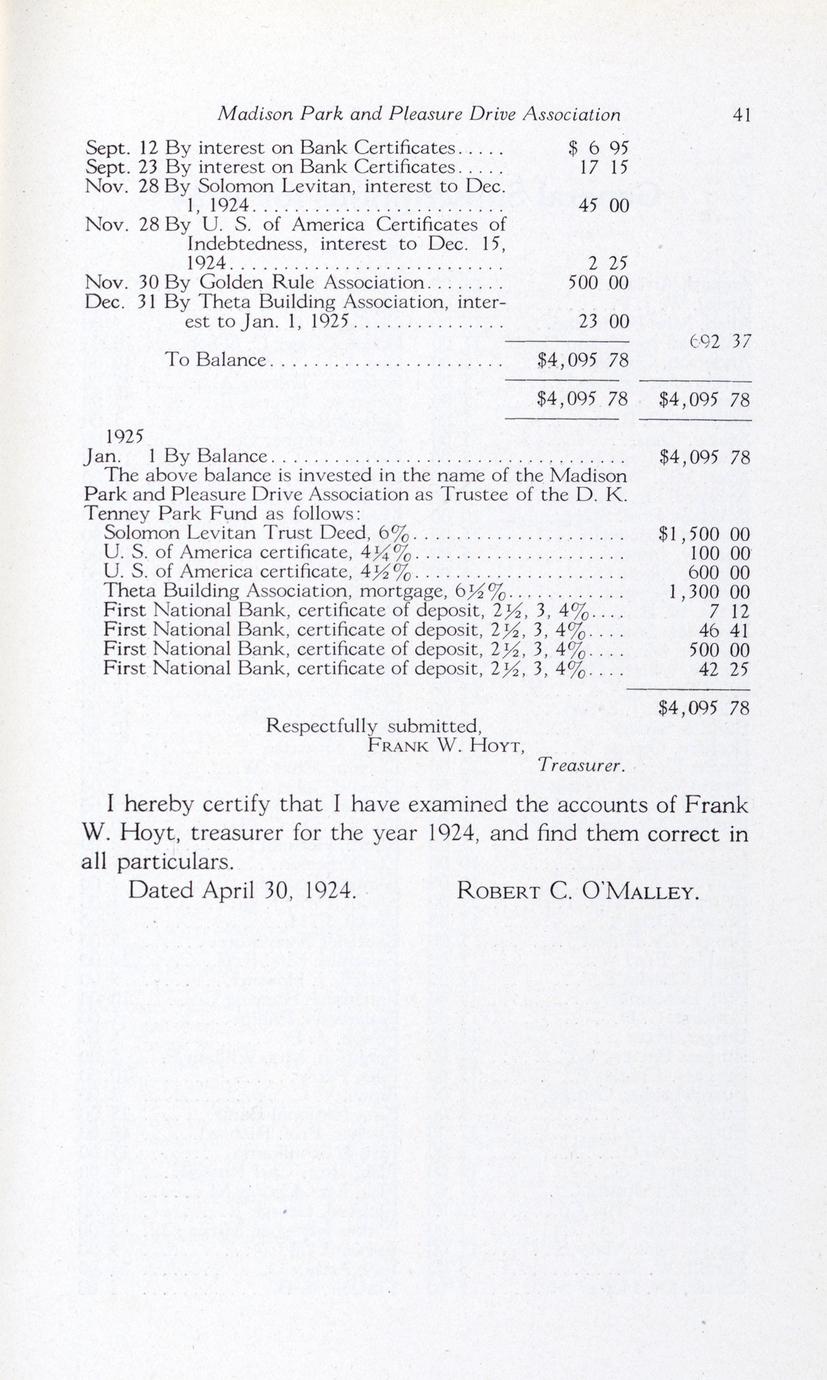 Madison Park and Pleasure Drive Association 41
Sept. 12 By interest on Bank Certificates..... $ 6 95
Sept. 23 By interest on Bank Certificates..... 17 15
Nov. 28 By Solomon Levitan, interest to Dec.
1, 1924........................ 45 00
Nov. 28 By U. S. of America Certificates of
Indebtedness, interest to Dec. 15,
1924.......................... 2 25
Nov. 30 By Golden Rule Association........ 500 00
Dec. 31 By Theta Building Association, inter-
est to Jan. 1, 1925............... 23 00
692 37
To Balance....................... $4,095 78
$4,095 78 $4,095 78
1925
Jan. 1 By Balance.................................. $4,095 78
The above balance is invested in the name of the Madison
Park and Pleasure Drive Association as Trustee of the D. K.
Tenney Park Fund as follows:
Solomon Levitan Trust Deed, 6%..................... $1,500 00
U. S. of America certificate, 4¼%..................... 100 00
U. S. of America certificate, 4½%..................... 600 00
Theta Building Association, mortgage, 6½%............ 1,300 00
First National Bank, certificate of deposit, 2½, 3, 4%.... 7 12
First National Bank, certificate of deposit, 2½, 3, 4%.... 46 41
First National Bank, certificate of deposit, 2½, 3, 4%.... 500 00
First National Bank, certificate of deposit, 2½, 3, 4%.... 42 25
$4,095 78
Respectfully submitted,
FRANK W. HOYT,
Treasurer.
I hereby certify that I have examined the accounts of Frank
W. Hoyt, treasurer for the year 1924, and find them correct in
all particulars.
Dated April 30, 1924. ROBERT C. O'MALLEY.